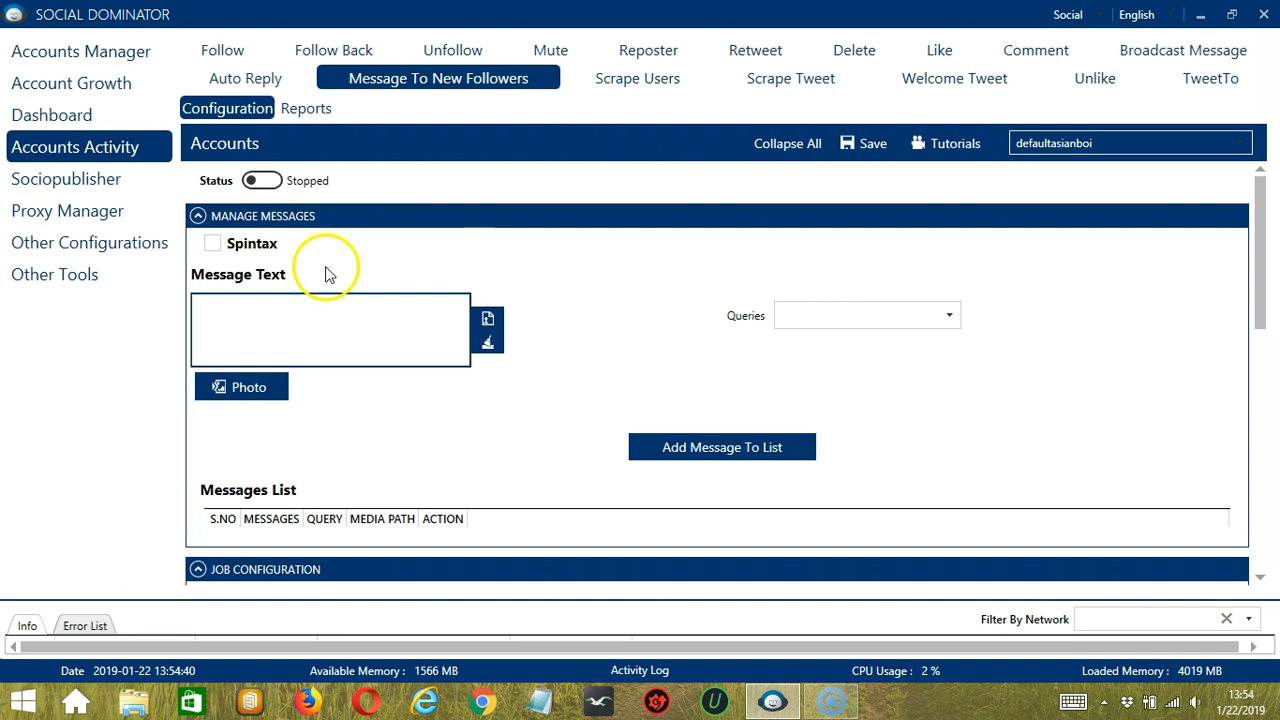 SOCIAL DOMINATOR
Social English
Accounts Manager
Account Growth
Dashboard
Accounts Activity
Sociopublisher
Proxy Manager
Other Configurations
Other Tools
Follow Follow Back Unfollow Mute Reposter Retweet Delete Like Comment Broadcast Message
Auto Reply Message To New Followers Scrape Users Scrape Tweet Welcome Tweet Unlike TweetTo
Configuration Reports
Accounts Collapse All Save Tutorials defaultasianboi
Status Stopped
MANAGE MESSAGES
Spintax
Message Text
Queries
Photo
Add Message To List
Messages List
S.NO MESSAGES QUERY MEDIA PATH ACTION
JOB CONFIGURATION
Info Error List Filter By Network
Date 2019-01-22 13:54:40 Available Memory : 1566 MB Activity Log CPU Usage : 2 % Loaded Memory : 4019 MB
13:54
1/22/2019